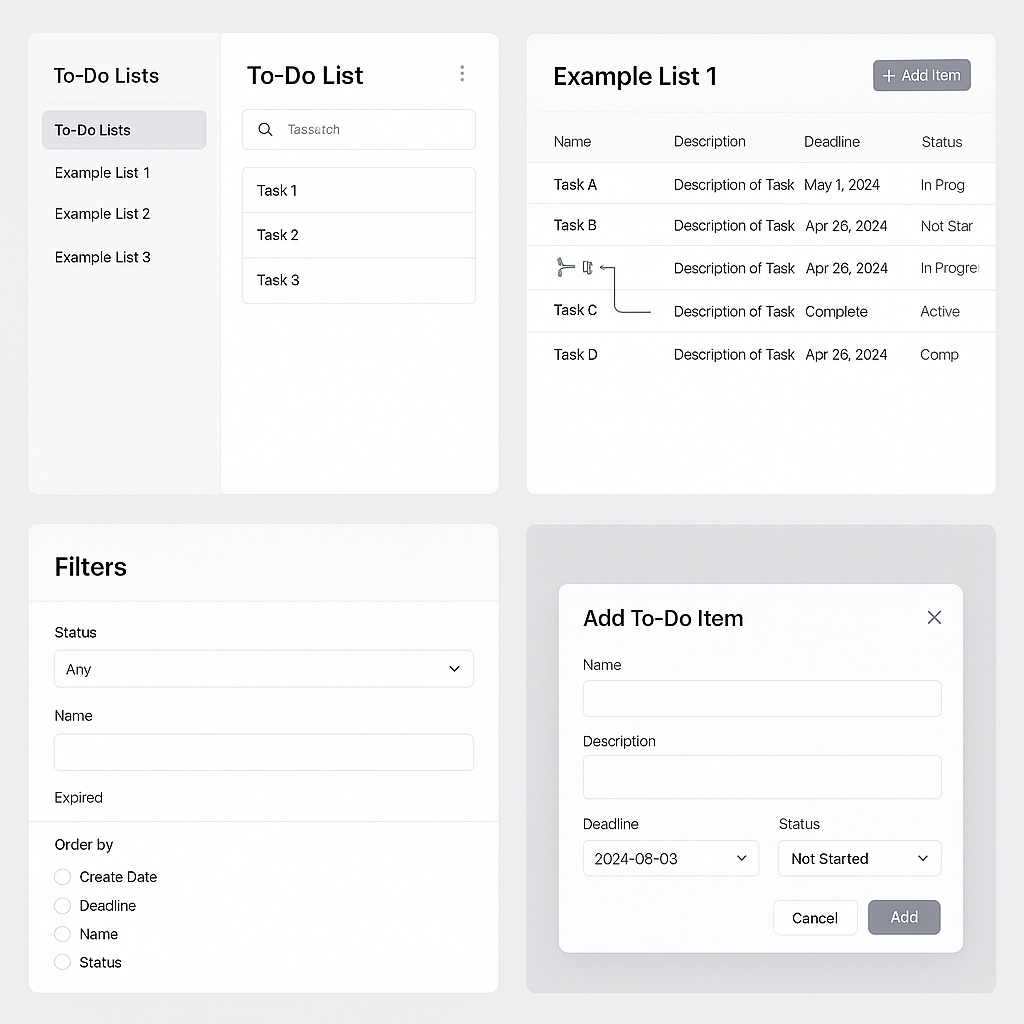 To-Do Lists
To-Do Lists
Example List 1
Example List 2
Example List 3
To-Do List
Task 1
Task 2
Task 3
Example List 1
+ Add Item
Name Description Deadline Status
Task A Description of Task May 1, 2024 In Prog
Task B Description of Task Apr 26, 2024 Not Star
Description of Task Apr 26, 2024 In Progre
Task C Description of Task Complete Active
Task D Description of Task Apr 26, 2024 Comp
Filters
Status
Any
Name
Expired
Order by
Create Date
Deadline
Name
Status
Add To-Do Item
Name
Description
Deadline Status
2024-08-03 Not Started
Cancel Add